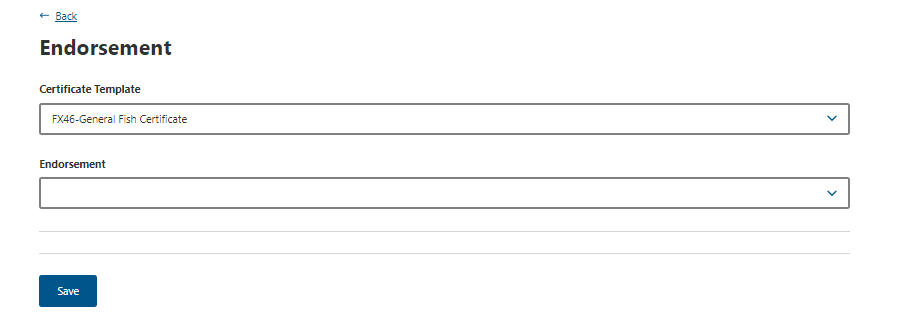 ← Back
Endorsement
Certificate Template
FX46-General Fish Certificate
Endorsement
Save